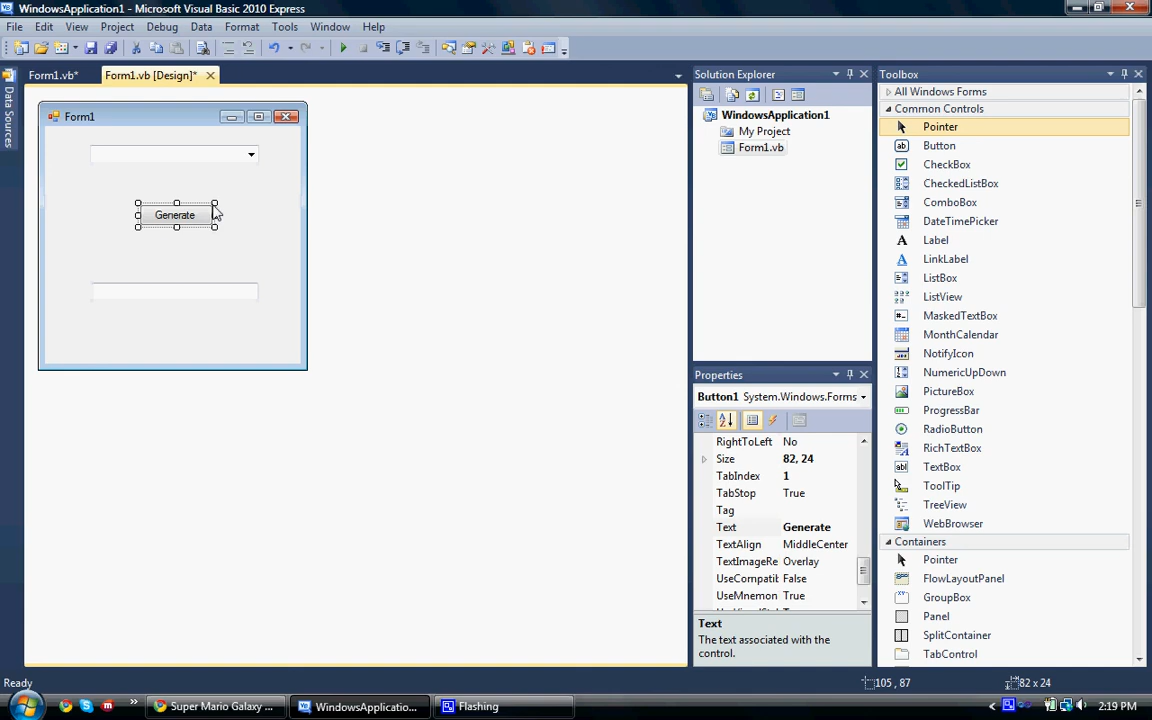 WindowsApplication1 - Microsoft Visual Basic 2010 Express
File Edit View Project Debug Data Format Tools Window Help
Form1.vb* Form1.vb [Design]*
Data Sources
Form1
Generate
Solution Explorer
WindowsApplication1
My Project
Form1.vb
Properties
Button1 System.Windows.Forms
RightToLeft No
Size 82, 24
TabIndex 1
TabStop True
Tag
Text Generate
TextAlign MiddleCenter
TextImageRe Overlay
UseCompatib False
UseMnemon True
Text
The text associated with the
control.
Toolbox
All Windows Forms
Common Controls
Pointer
Button
CheckBox
CheckedListBox
ComboBox
DateTimePicker
Label
LinkLabel
ListBox
ListView
MaskedTextBox
MonthCalendar
NotifyIcon
NumericUpDown
PictureBox
ProgressBar
RadioButton
RichTextBox
TextBox
ToolTip
TreeView
WebBrowser
Containers
Pointer
FlowLayoutPanel
GroupBox
Panel
SplitContainer
TabControl
Ready 105 , 87 82 x 24
Super Mario Galaxy ... WindowsApplicatio... Flashing 2:19 PM